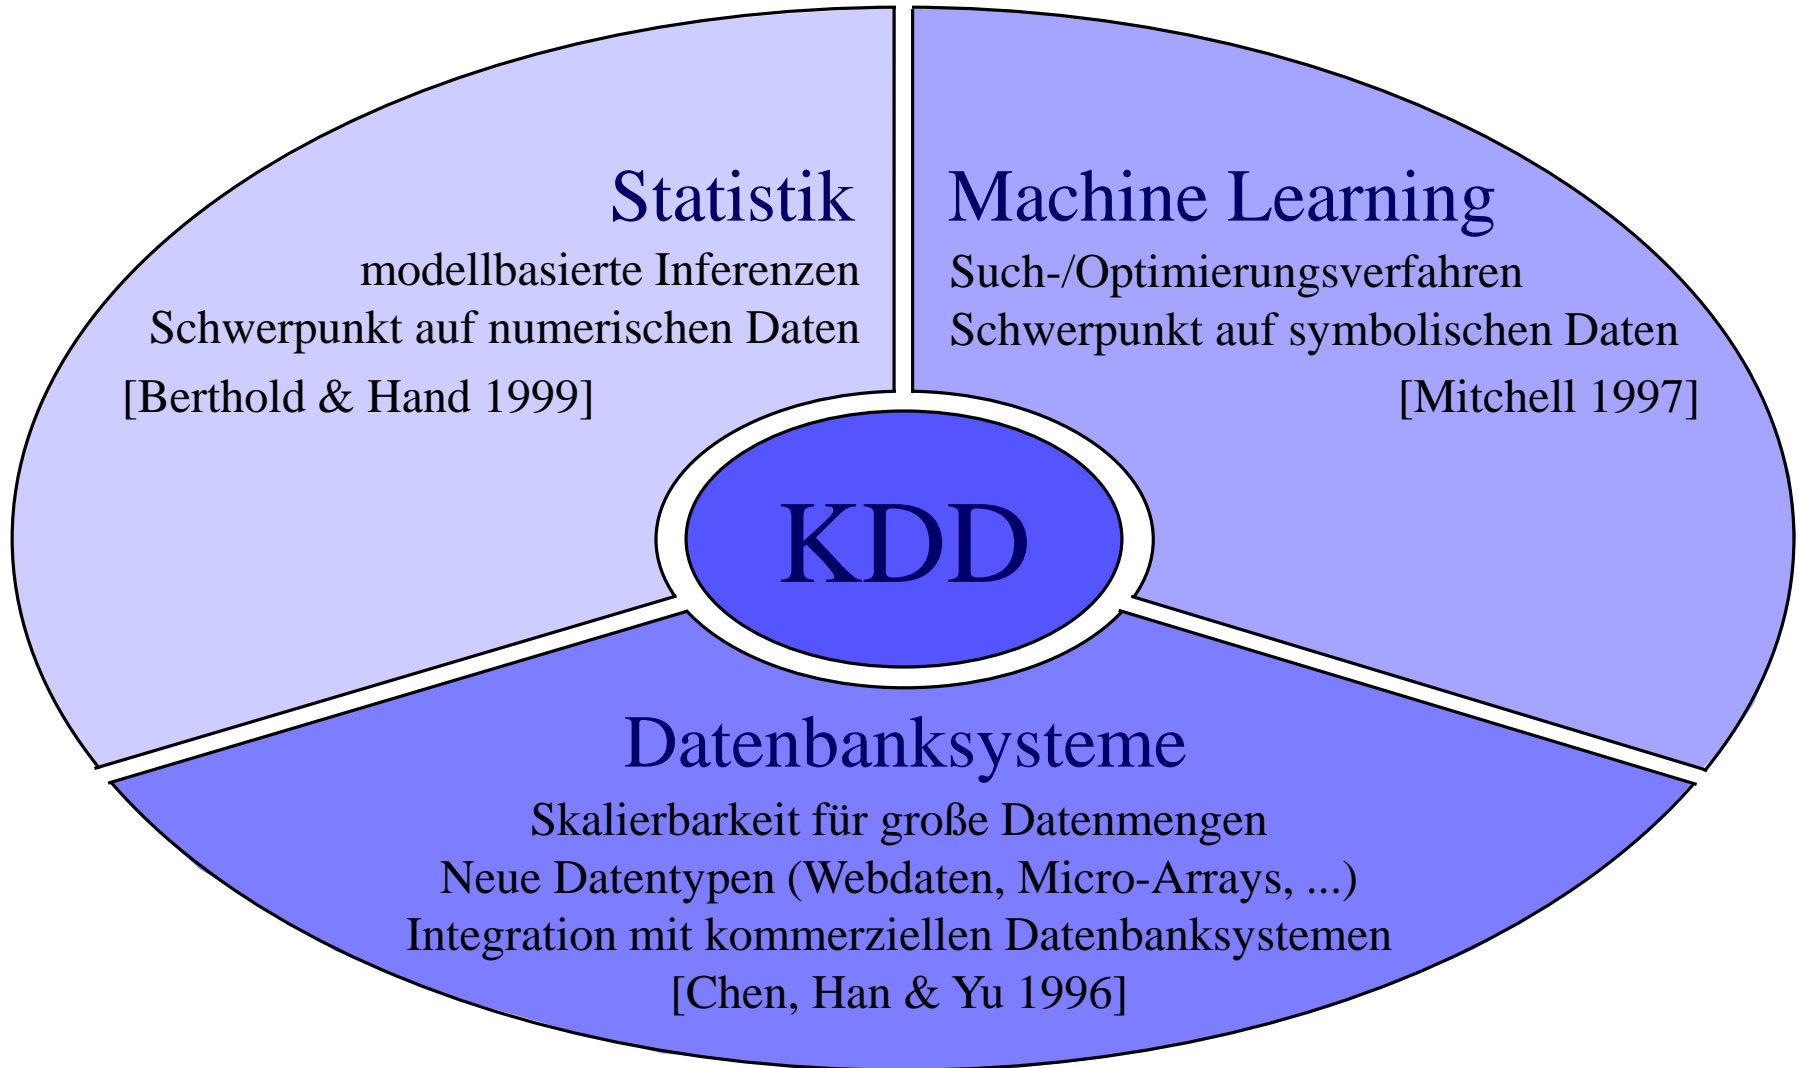 Statistik
modellbasierte Inferenzen
Schwerpunkt auf numerischen Daten
[Berthold & Hand 1999]
Machine Learning
Such-/Optimierungsverfahren
Schwerpunkt auf symbolischen Daten
[Mitchell 1997]
KDD
Datenbanksysteme
Skalierbarkeit für große Datenmengen
Neue Datentypen (Webdaten, Micro-Arrays, ...)
Integration mit kommerziellen Datenbanksystemen
[Chen, Han & Yu 1996]